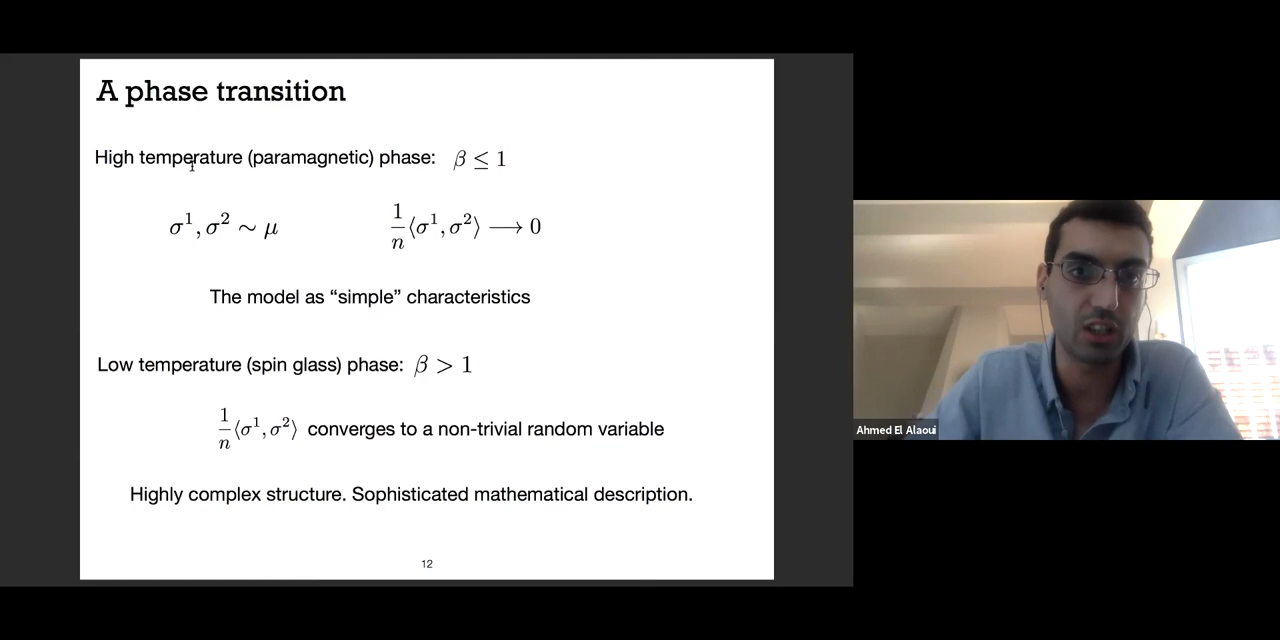 A phase transition
High temperature (paramagnetic) phase: β ≤ 1
σ¹, σ² ∼ μ
1/n ⟨σ¹, σ²⟩ ⟶ 0
The model as “simple” characteristics
Low temperature (spin glass) phase: β > 1
1/n ⟨σ¹, σ²⟩ converges to a non-trivial random variable
Highly complex structure. Sophisticated mathematical description.
12
Ahmed El Alaoui